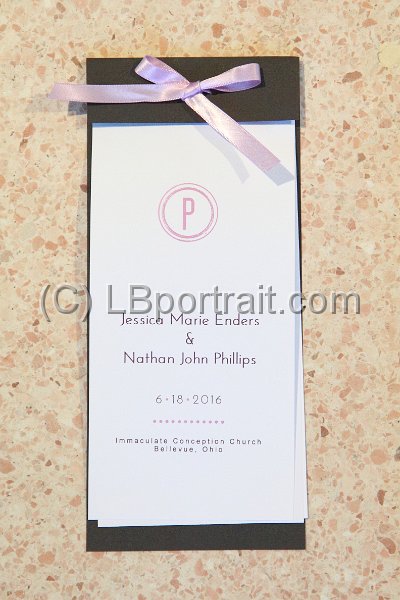 P
(C) LBportrait.com
Jessica Marie Enders
&
Nathan John Phillips
6•18•2016
Immaculate Conception Church
Bellevue, Ohio